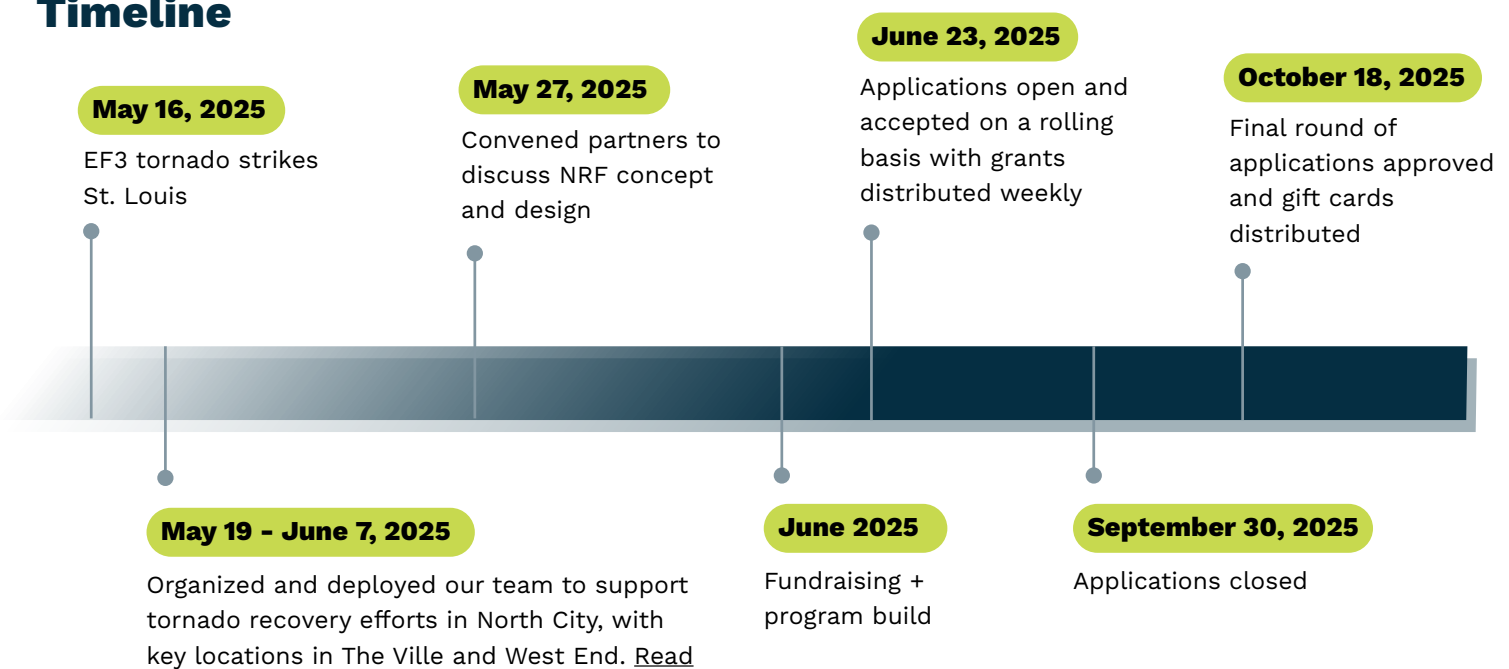 Timeline
May 16, 2025
EF3 tornado strikes
St. Louis
May 19 - June 7, 2025
Organized and deployed our team to support
tornado recovery efforts in North City, with
key locations in The Ville and West End. Read
May 27, 2025
Convened partners to
discuss NRF concept
and design
June 2025
Fundraising +
program build
June 23, 2025
Applications open and
accepted on a rolling
basis with grants
distributed weekly
September 30, 2025
Applications closed
October 18, 2025
Final round of
applications approved
and gift cards
distributed